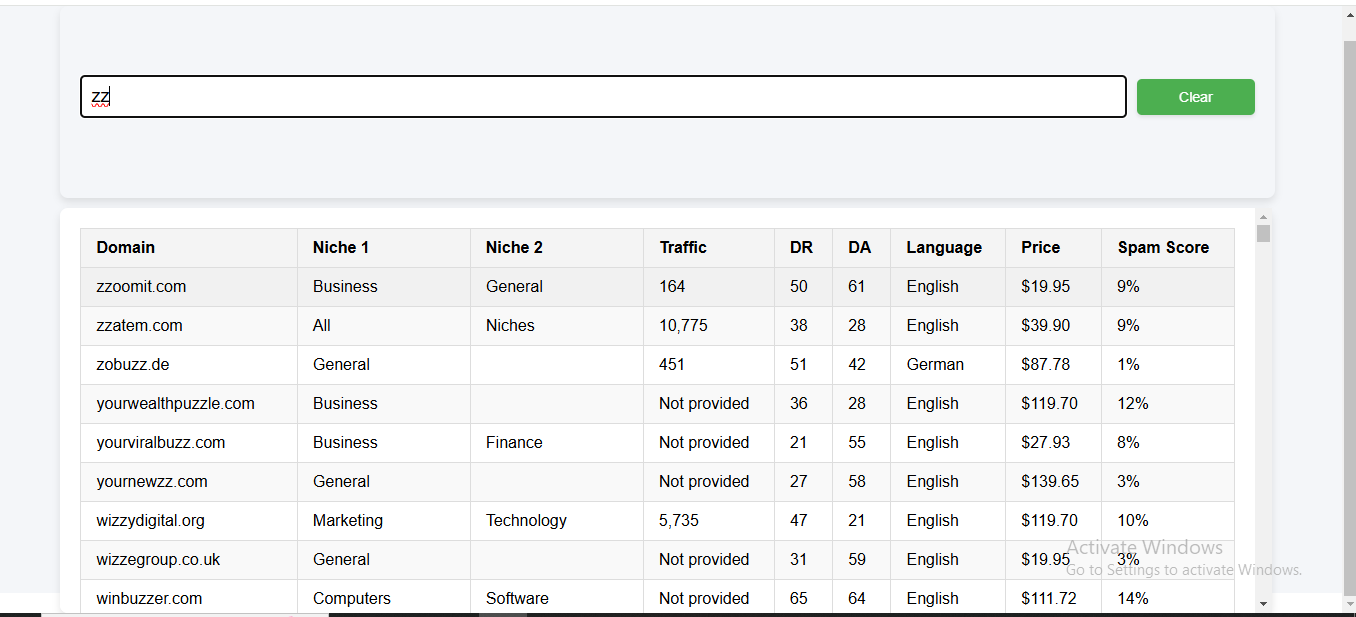 zz
Clear
Domain Niche 1 Niche 2 Traffic DR DA Language Price Spam Score
zzoomit.com Business General 164 50 61 English $19.95 9%
zzatem.com All Niches 10,775 38 28 English $39.90 9%
zobuzz.de General 451 51 42 German $87.78 1%
yourwealthpuzzle.com Business Not provided 36 28 English $119.70 12%
yourviralbuzz.com Business Finance Not provided 21 55 English $27.93 8%
yournewzz.com General Not provided 27 58 English $139.65 3%
wizzydigital.org Marketing Technology 5,735 47 21 English $119.70 10%
wizzegroup.co.uk General Not provided 31 59 English $19.95 3%
winbuzzer.com Computers Software Not provided 65 64 English $111.72 14%
Activate Windows
Go to Settings to activate Windows.